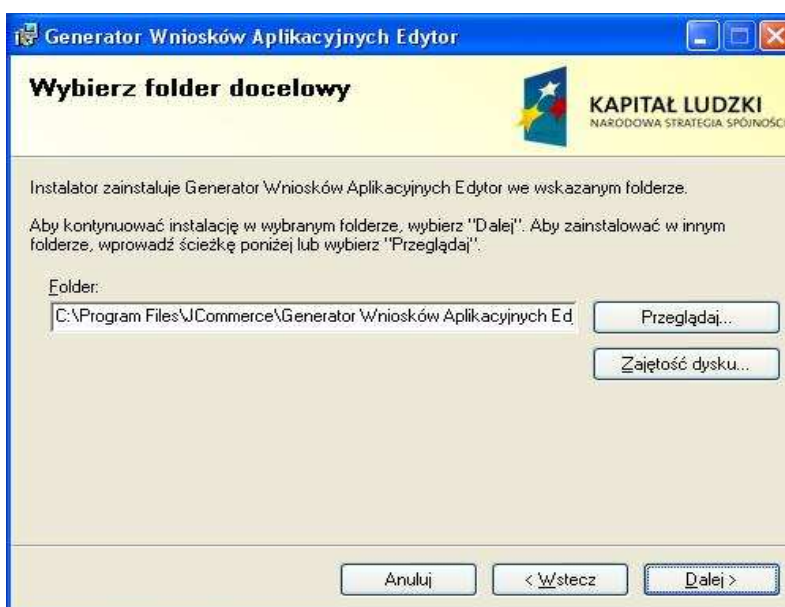 Generator Wniosków Aplikacyjnych Edytor
Wybierz folder docelowy
KAPITAŁ LUDZKI
NARODOWA STRATEGIA SPÓJNOŚCI
Instalator zainstaluje Generator Wniosków Aplikacyjnych Edytor we wskazanym folderze.
Aby kontynuować instalację w wybranym folderze, wybierz "Dalej". Aby zainstalować w innym
folderze, wprowadź ścieżkę poniżej lub wybierz "Przeglądaj".
Folder:
C:\Program Files\JCommerce\Generator Wniosków Aplikacyjnych Ed
Przeglądaj...
Zajętość dysku...
Anuluj
< Wstecz
Dalej >